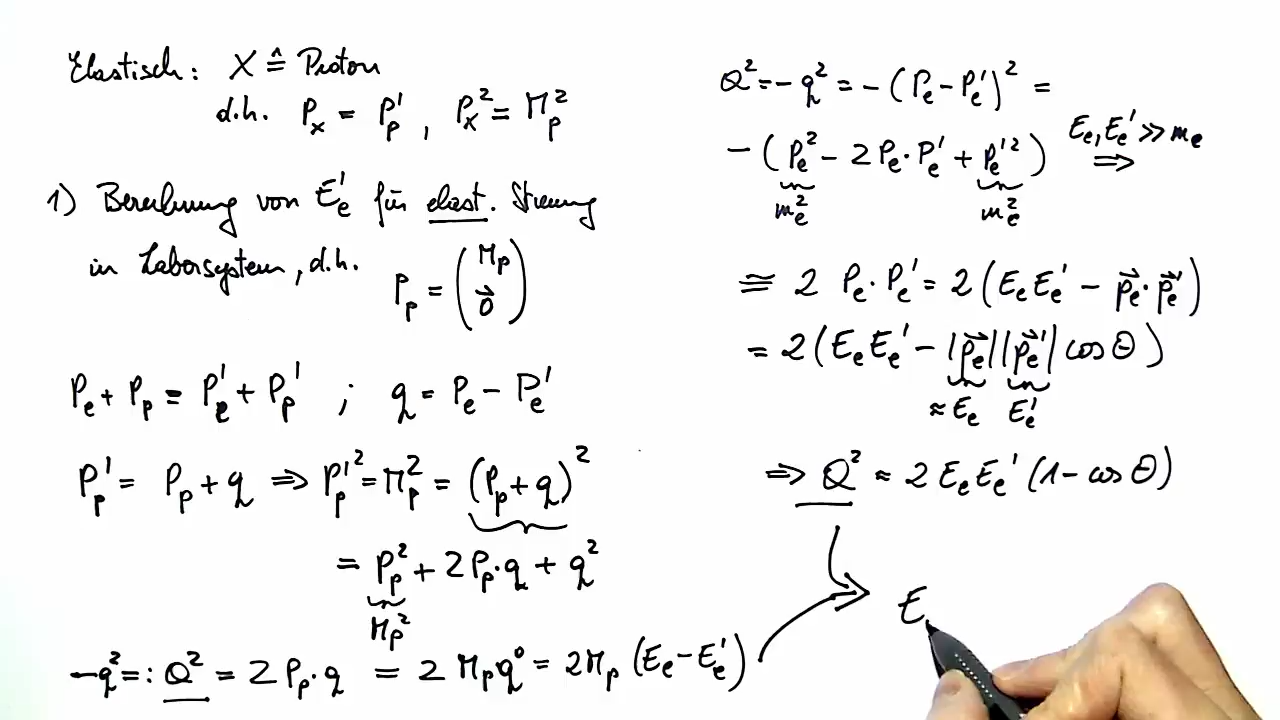 Elastisch: X ≙ Proton
d.h. P_x = P_p', P_x² = M_p²
1) Berechnung von E_e' für elast. Streuung
in Laborsystem, d.h. P_p = (M_p, 0⃗)
P_e + P_p = P_e' + P_p' ; q = P_e − P_e'
P_p' = P_p + q ⇒ P_p'² = M_p² = (P_p + q)²
= P_p² + 2P_p·q + q²
M_p²
−q² =: Q² = 2P_p·q = 2 M_p q⁰ = 2M_p (E_e − E_e')
Q² = −q² = −(P_e − P_e')² =
−(P_e² − 2P_e·P_e' + P_e'²) E_e, E_e' ≫ m_e ⇒
m_e² m_e²
≅ 2 P_e·P_e' = 2(E_e E_e' − p⃗_e·p⃗_e')
= 2(E_e E_e' − |p⃗_e||p⃗_e'| cos θ)
≈ E_e E_e'
⇒ Q² ≈ 2 E_e E_e' (1 − cos θ)
E